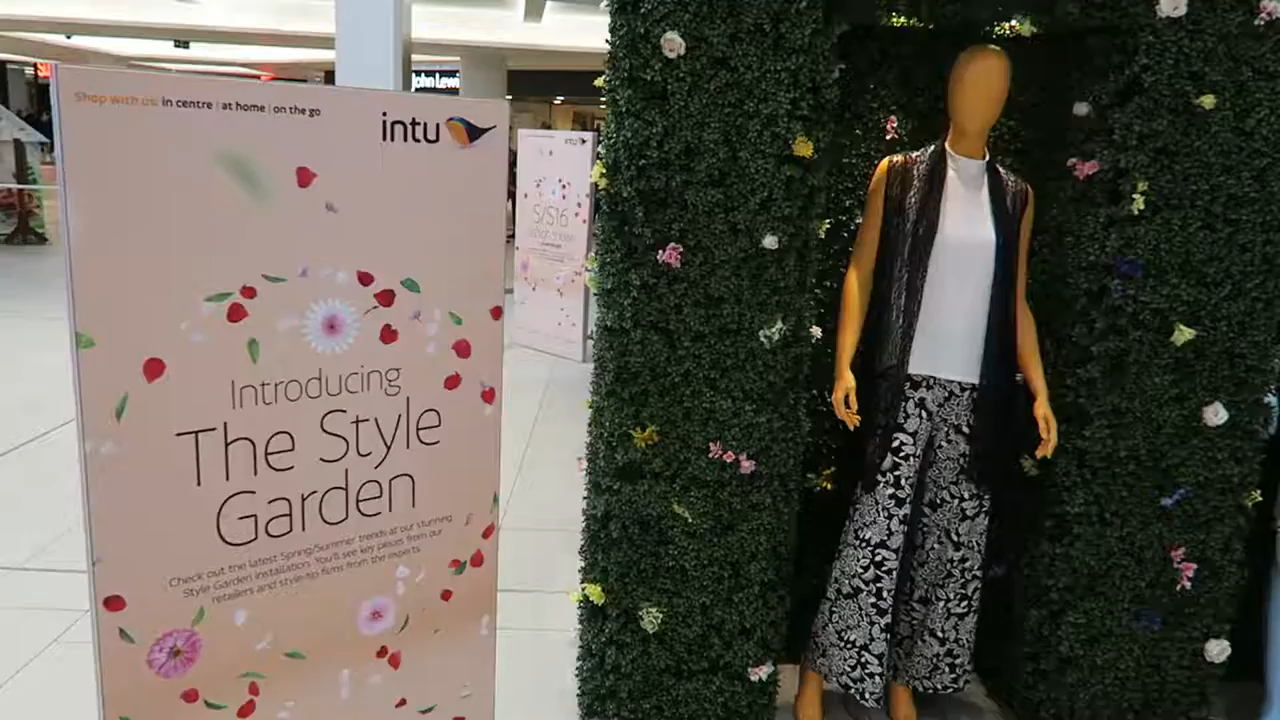 Shop with us: in centre | at home | on the go
intu
John Lewi
intu
S/S16
Introducing
The Style
Garden
Check out the latest Spring/Summer trends at our stunning
Style Garden installation. You'll see key pieces from our
retailers and style-tip films from the experts